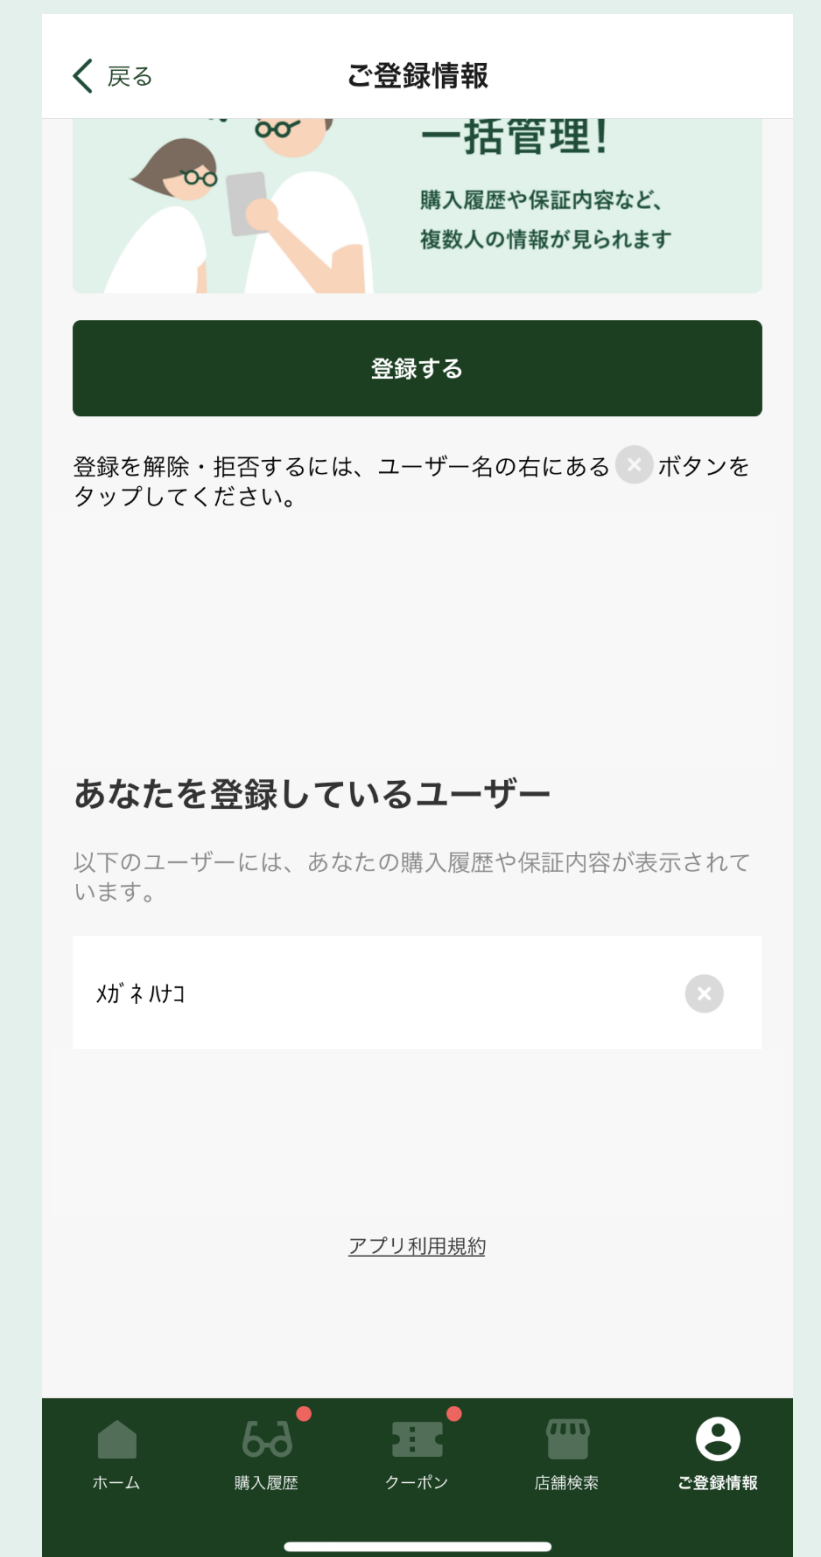 戻る
ご登録情報
一括管理!
購入履歴や保証内容など、
複数人の情報が見られます
登録する
登録を解除・拒否するには、ユーザー名の右にある ボタンを
タップしてください。
あなたを登録しているユーザー
以下のユーザーには、あなたの購入履歴や保証内容が表示されて
います。
ﾒｶﾞﾈ ﾊﾅｺ
アプリ利用規約
ホーム
購入履歴
クーポン
店舗検索
ご登録情報